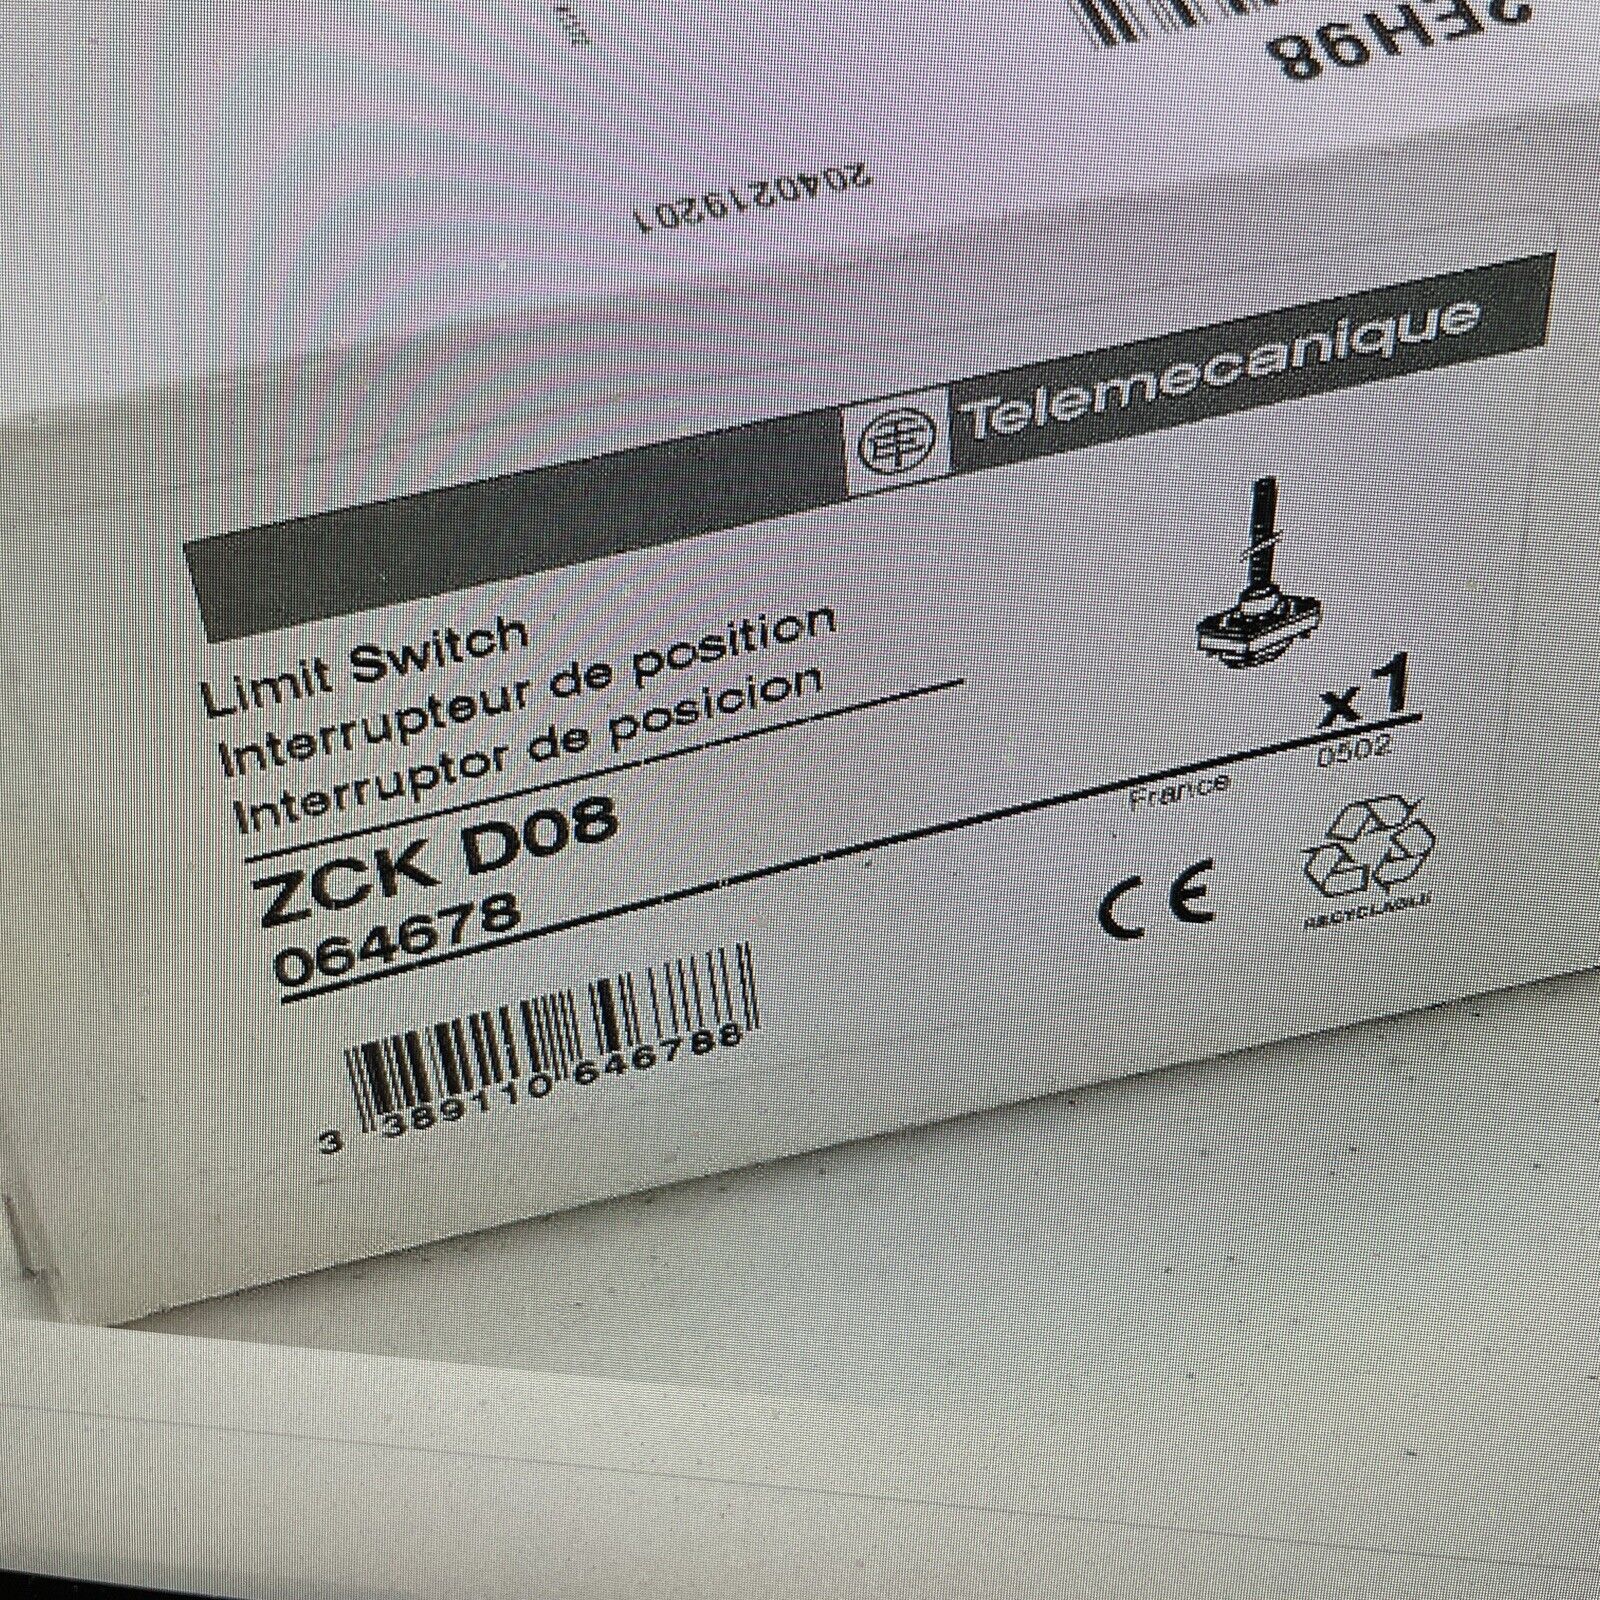 2FH98
2040219201
Telemecanique
Limit Switch
Interrupteur de position
Interruptor de posicion
x1
ZCK D08
064678
France
0502
CE
RECYCLABLE
3 389110 646788